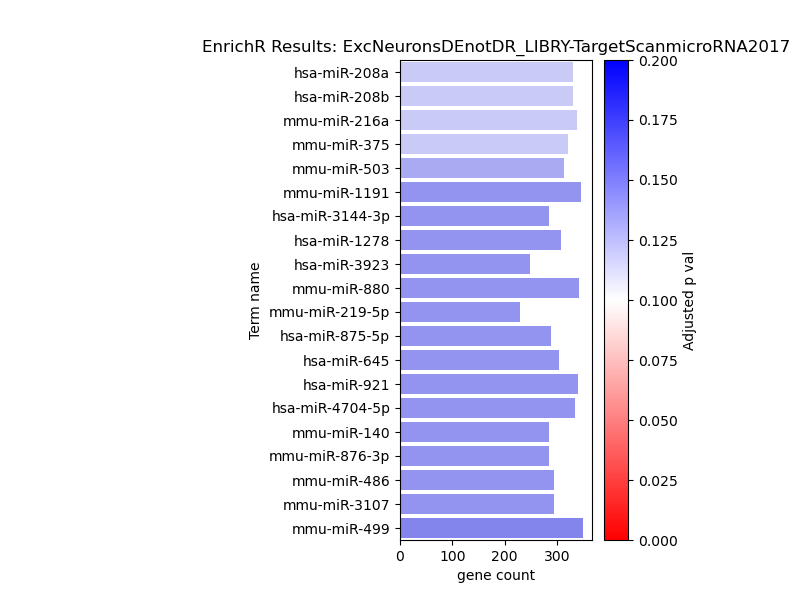 EnrichR Results: ExcNeuronsDEnotDR_LIBRY-TargetScanmicroRNA2017
hsa-miR-208a
hsa-miR-208b
mmu-miR-216a
mmu-miR-375
mmu-miR-503
mmu-miR-1191
hsa-miR-3144-3p
hsa-miR-1278
hsa-miR-3923
mmu-miR-880
mmu-miR-219-5p
hsa-miR-875-5p
hsa-miR-645
hsa-miR-921
hsa-miR-4704-5p
mmu-miR-140
mmu-miR-876-3p
mmu-miR-486
mmu-miR-3107
mmu-miR-499
Term name
0 100 200 300
gene count
0.200
0.175
0.150
0.125
0.100
0.075
0.050
0.025
0.000
Adjusted p val